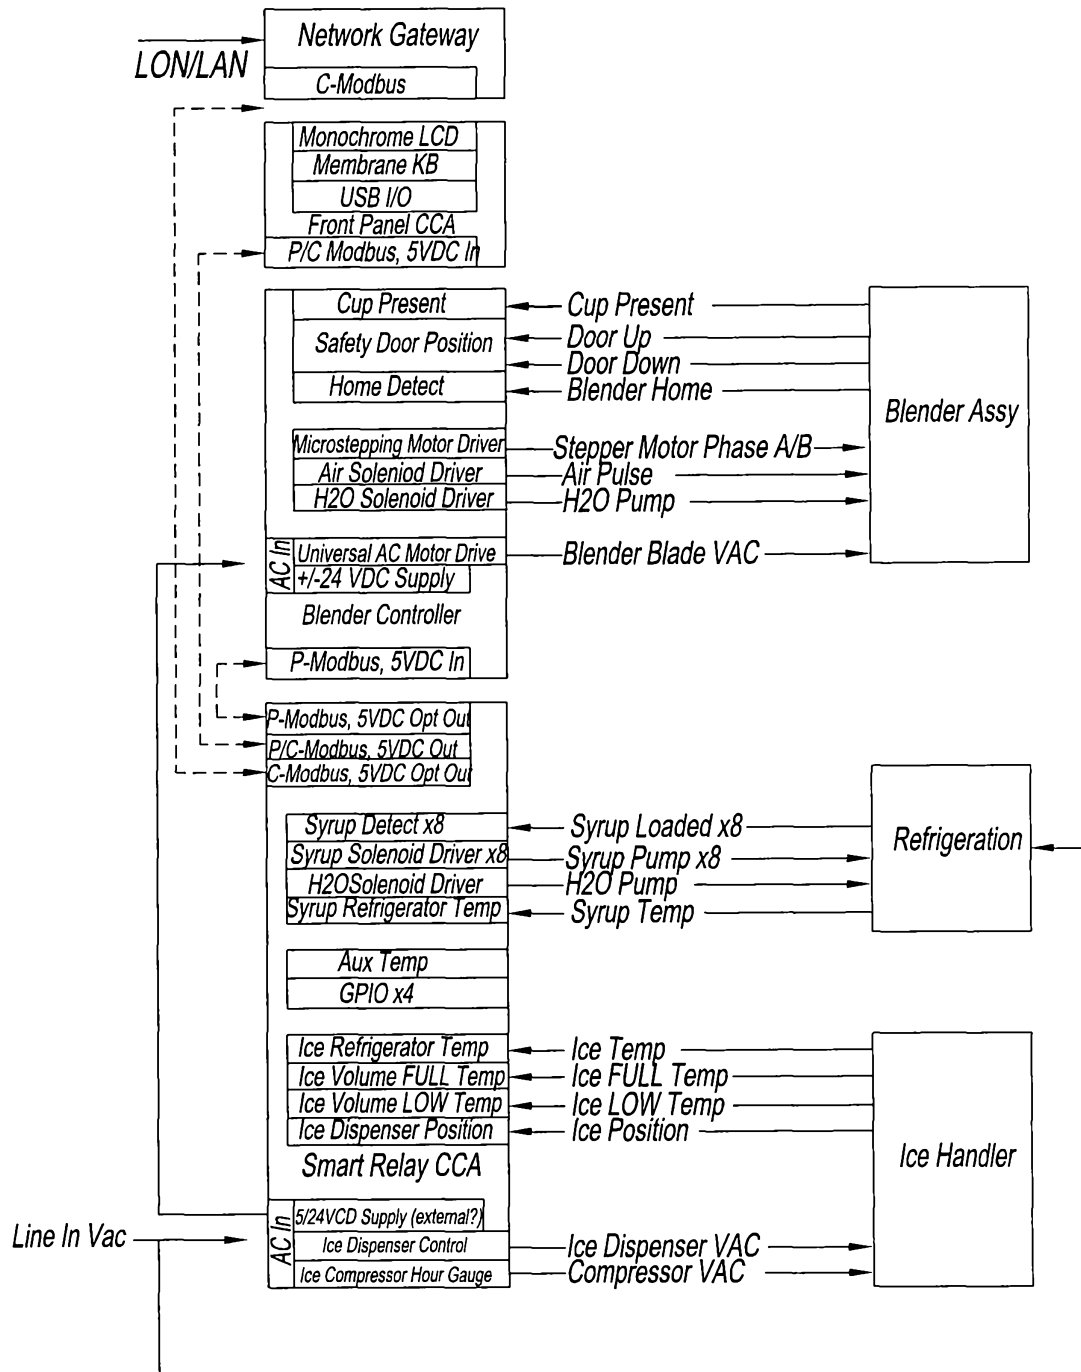 Network Gateway
LON/LAN
C-Modbus
Monochrome LCD
Membrane KB
USB I/O
Front Panel CCA
P/C Modbus, 5VDC In
Cup Present
Cup Present
Safety Door Position
Door Up
Door Down
Home Detect
Blender Home
Blender Assy
Microstepping Motor Driver
Stepper Motor Phase A/B
Air Soleniod Driver
Air Pulse
H2O Solenoid Driver
H2O Pump
AC In
Universal AC Motor Drive
Blender Blade VAC
+/-24 VDC Supply
Blender Controller
P-Modbus, 5VDC In
P-Modbus, 5VDC Opt Out
P/C-Modbus, 5VDC Out
C-Modbus, 5VDC Opt Out
Syrup Detect x8
Syrup Loaded x8
Syrup Solenoid Driver x8
Syrup Pump x8
H2OSolenoid Driver
H2O Pump
Syrup Refrigerator Temp
Syrup Temp
Refrigeration
Aux Temp
GPIO x4
Ice Refrigerator Temp
Ice Temp
Ice Volume FULL Temp
Ice FULL Temp
Ice Volume LOW Temp
Ice LOW Temp
Ice Dispenser Position
Ice Position
Smart Relay CCA
Ice Handler
Line In Vac
AC In
5/24VCD Supply (external?)
Ice Dispenser Control
Ice Dispenser VAC
Ice Compressor Hour Gauge
Compressor VAC